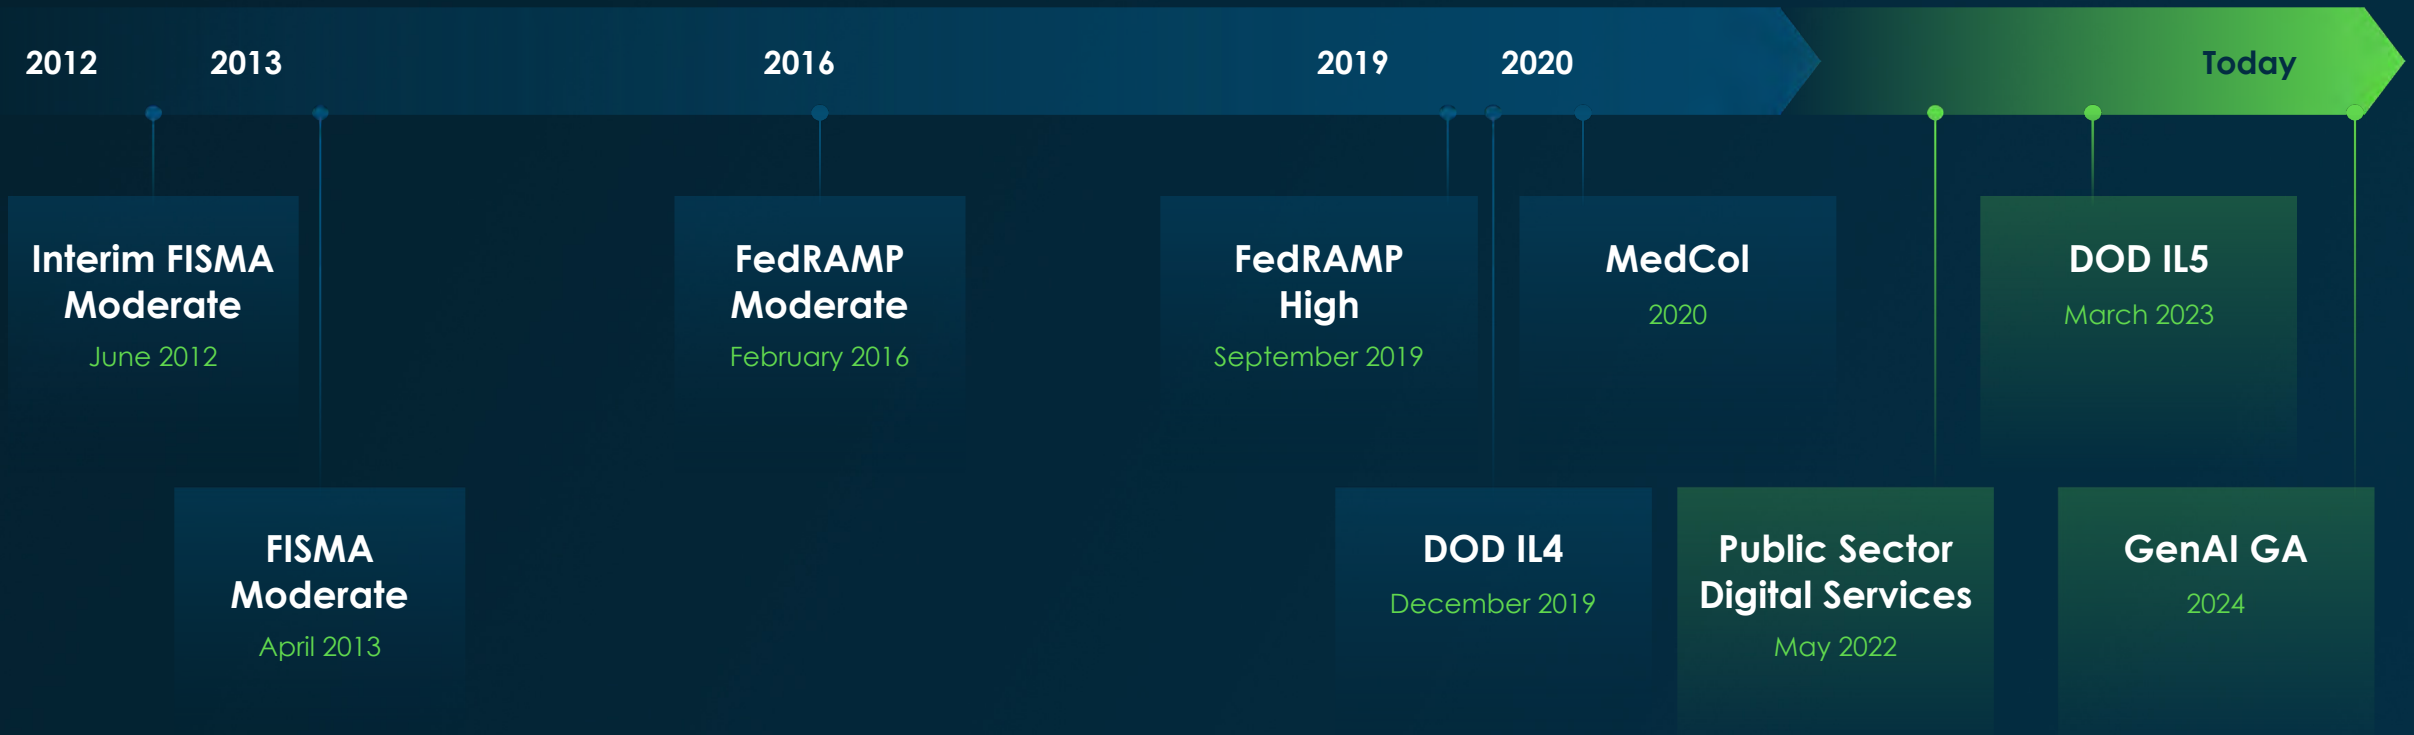 2012
2013
2016
2019
2020
Today
Interim FISMA
Moderate
June 2012
FedRAMP
Moderate
February 2016
FedRAMP
High
September 2019
MedCol
2020
DOD IL5
March 2023
FISMA
Moderate
April 2013
DOD IL4
December 2019
Public Sector
Digital Services
May 2022
GenAI GA
2024